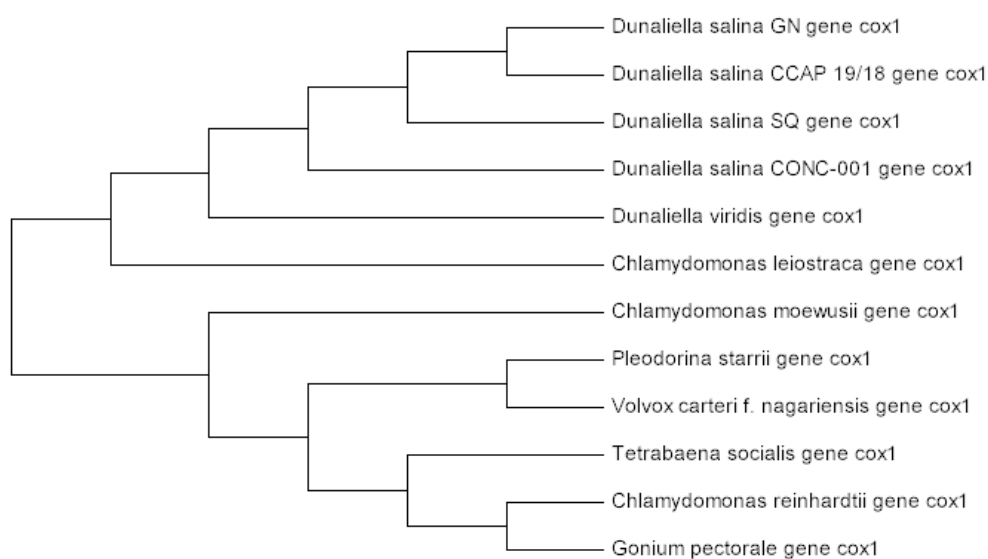 Dunaliella salina GN gene cox1
Dunaliella salina CCAP 19/18 gene cox1
Dunaliella salina SQ gene cox1
Dunaliella salina CONC-001 gene cox1
Dunaliella viridis gene cox1
Chlamydomonas leiostraca gene cox1
Chlamydomonas moewusii gene cox1
Pleodorina starrii gene cox1
Volvox carteri f. nagariensis gene cox1
Tetrabaena socialis gene cox1
Chlamydomonas reinhardtii gene cox1
Gonium pectorale gene cox1